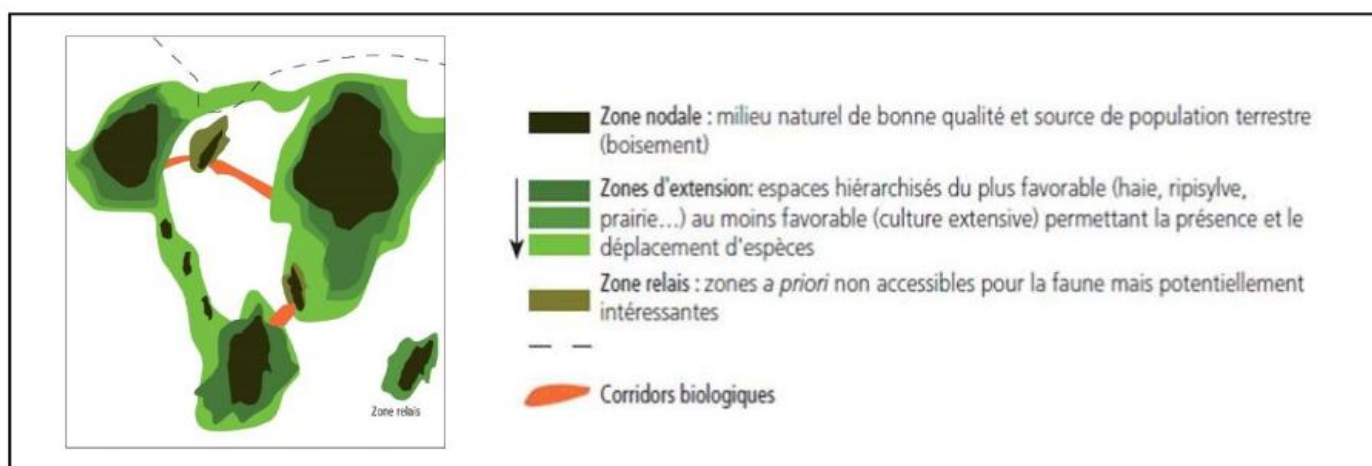 Zone relais
Zone nodale : milieu naturel de bonne qualité et source de population terrestre
(boisement)
Zones d'extension: espaces hiérarchisés du plus favorable (haie, ripisylve,
prairie...) au moins favorable (culture extensive) permettant la présence et le
déplacement d'espèces
Zone relais : zones a priori non accessibles pour la faune mais potentiellement
intéressantes
Corridors biologiques